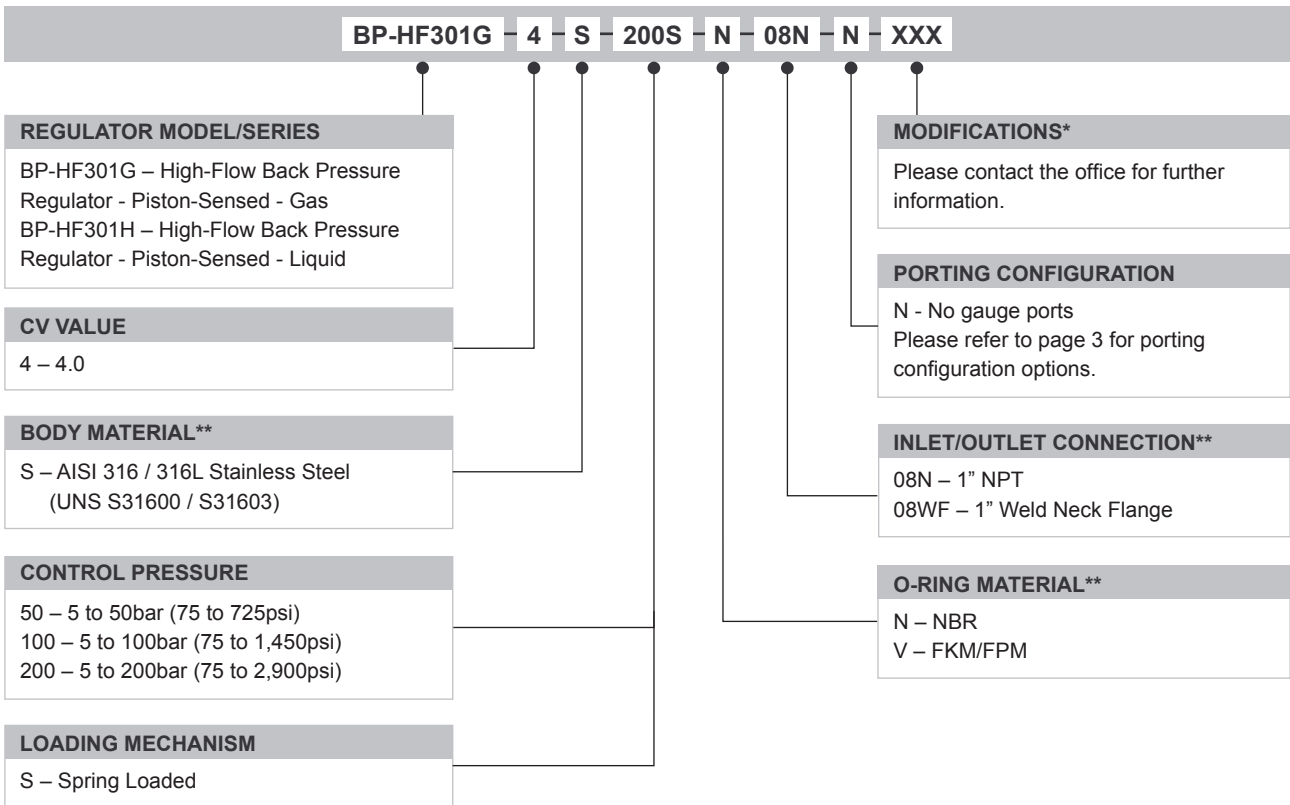 BP-HF301G - 4 - S - 200S - N - 08N - N - XXX
REGULATOR MODEL/SERIES
BP-HF301G – High-Flow Back Pressure
Regulator - Piston-Sensed - Gas
BP-HF301H – High-Flow Back Pressure
Regulator - Piston-Sensed - Liquid
CV VALUE
4 – 4.0
BODY MATERIAL**
S – AISI 316 / 316L Stainless Steel
(UNS S31600 / S31603)
CONTROL PRESSURE
50 – 5 to 50bar (75 to 725psi)
100 – 5 to 100bar (75 to 1,450psi)
200 – 5 to 200bar (75 to 2,900psi)
LOADING MECHANISM
S – Spring Loaded
MODIFICATIONS*
Please contact the office for further
information.
PORTING CONFIGURATION
N - No gauge ports
Please refer to page 3 for porting
configuration options.
INLET/OUTLET CONNECTION**
08N – 1” NPT
08WF – 1” Weld Neck Flange
O-RING MATERIAL**
N – NBR
V – FKM/FPM